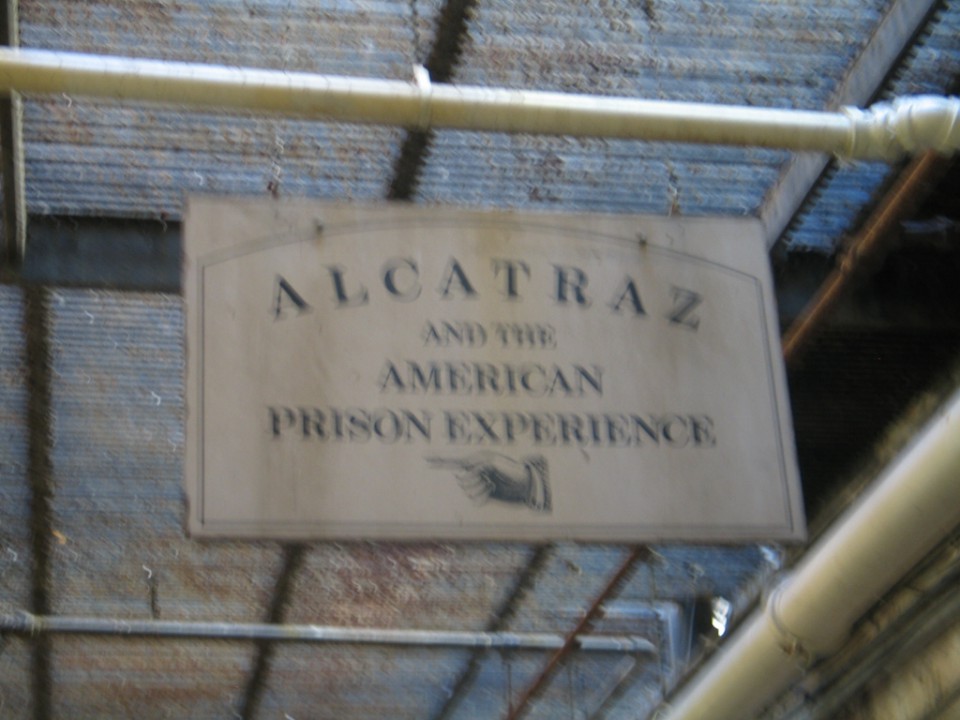 ALCATRAZ
AND THE
AMERICAN
PRISON EXPERIENCE